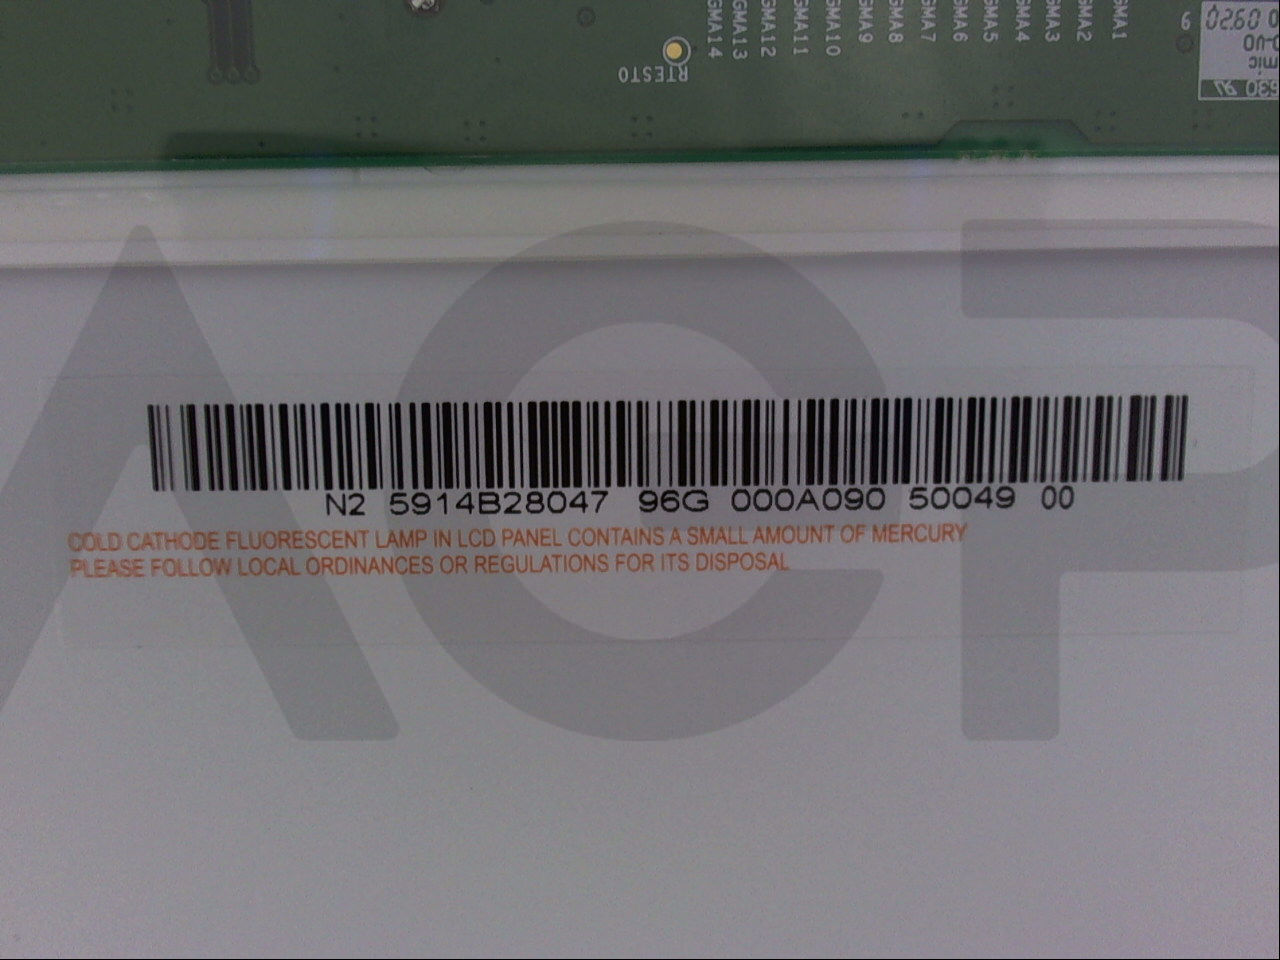 GMA14
GMA13
GMA12
GMA11
GMA10
GMA9
GMA8
GMA7
GMA6
GMA5
GMA4
GMA3
GMA2
GMA1
RTEST0
ACP
N2 5914B28047 96G 000A090 50049 00
COLD CATHODE FLUORESCENT LAMP IN LCD PANEL CONTAINS A SMALL AMOUNT OF MERCURY
PLEASE FOLLOW LOCAL ORDINANCES OR REGULATIONS FOR ITS DISPOSAL